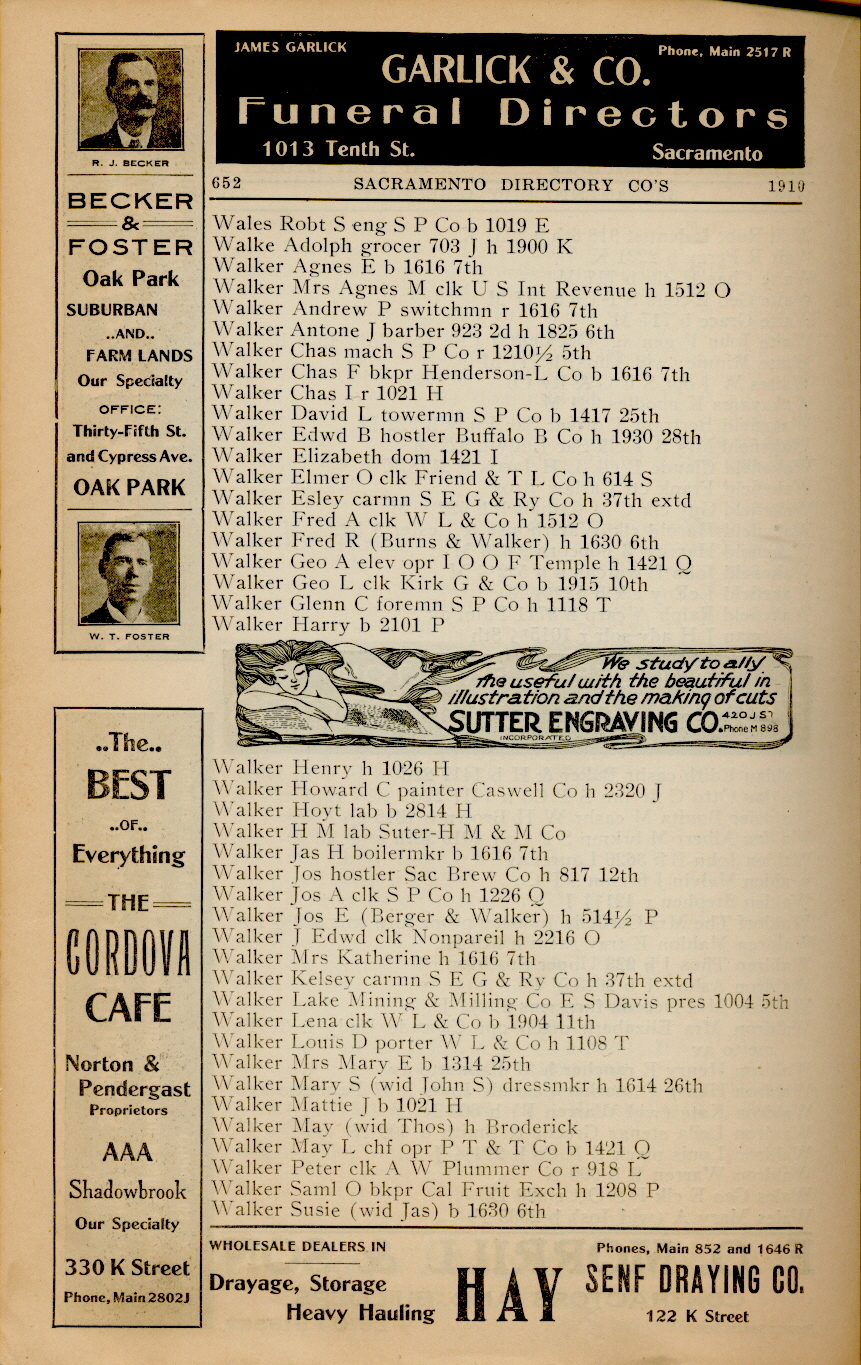 JAMES GARLICK
Phone, Main 2517 R
GARLICK & CO.
Funeral Directors
1013 Tenth St.
Sacramento
652 SACRAMENTO DIRECTORY CO'S 1910
R. J. BECKER
BECKER
&
FOSTER
Oak Park
SUBURBAN
..AND..
FARM LANDS
Our Specialty
OFFICE:
Thirty-Fifth St.
and Cypress Ave.
OAK PARK
W. T. FOSTER
Wales Robt S eng S P Co b 1019 E
Walke Adolph grocer 703 J h 1900 K
Walker Agnes E b 1616 7th
Walker Mrs Agnes M clk U S Int Revenue h 1512 O
Walker Andrew P switchmn r 1616 7th
Walker Antone J barber 923 2d h 1825 6th
Walker Chas mach S P Co r 1210½ 5th
Walker Chas F bkpr Henderson-L Co b 1616 7th
Walker Chas I r 1021 H
Walker David L towermn S P Co b 1417 25th
Walker Edwd B hostler Buffalo B Co h 1930 28th
Walker Elizabeth dom 1421 I
Walker Elmer O clk Friend & T L Co h 614 S
Walker Esley carmn S E G & Ry Co h 37th extd
Walker Fred A clk W L & Co h 1512 O
Walker Fred R (Burns & Walker) h 1630 6th
Walker Geo A elev opr I O O F Temple h 1421 Q
Walker Geo L clk Kirk G & Co b 1915 10th
Walker Glenn C foremn S P Co h 1118 T
Walker Harry b 2101 P
We study to ally
the useful with the beautiful in
illustration and the making of cuts
SUTTER ENGRAVING CO. 420 J ST
INCORPORATED Phone M 898
..The..
BEST
..OF..
Everything
THE
CORDOVA
CAFE
Norton &
Pendergast
Proprietors
AAA
Shadowbrook
Our Specialty
330 K Street
Phone, Main 2802J
Walker Henry h 1026 H
Walker Howard C painter Caswell Co h 2320 J
Walker Hoyt lab b 2814 H
Walker H M lab Suter-H M & M Co
Walker Jas H boilermkr b 1616 7th
Walker Jos hostler Sac Brew Co h 817 12th
Walker Jos A clk S P Co h 1226 Q
Walker Jos E (Berger & Walker) h 514½ P
Walker J Edwd clk Nonpareil h 2216 O
Walker Mrs Katherine h 1616 7th
Walker Kelsey carmn S E G & Ry Co h 37th extd
Walker Lake Mining & Milling Co E S Davis pres 1004 5th
Walker Lena clk W L & Co b 1904 11th
Walker Louis D porter W L & Co h 1108 T
Walker Mrs Mary E b 1314 25th
Walker Mary S (wid John S) dressmkr h 1614 26th
Walker Mattie J b 1021 H
Walker May (wid Thos) h Broderick
Walker May L chf opr P T & T Co b 1421 Q
Walker Peter clk A W Plummer Co r 918 L
Walker Saml O bkpr Cal Fruit Exch h 1208 P
Walker Susie (wid Jas) b 1630 6th
WHOLESALE DEALERS IN
Drayage, Storage
Heavy Hauling
HAY
Phones, Main 852 and 1646 R
SENF DRAYING CO.
122 K Street